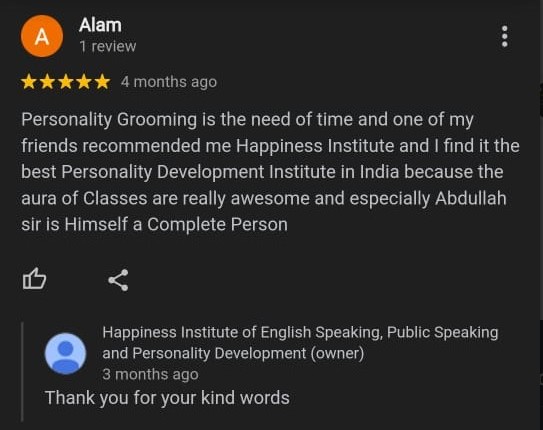 A
Alam
1 review
4 months ago
Personality Grooming is the need of time and one of my
friends recommended me Happiness Institute and I find it the
best Personality Development Institute in India because the
aura of Classes are really awesome and especially Abdullah
sir is Himself a Complete Person
Happiness Institute of English Speaking, Public Speaking
and Personality Development (owner)
3 months ago
Thank you for your kind words